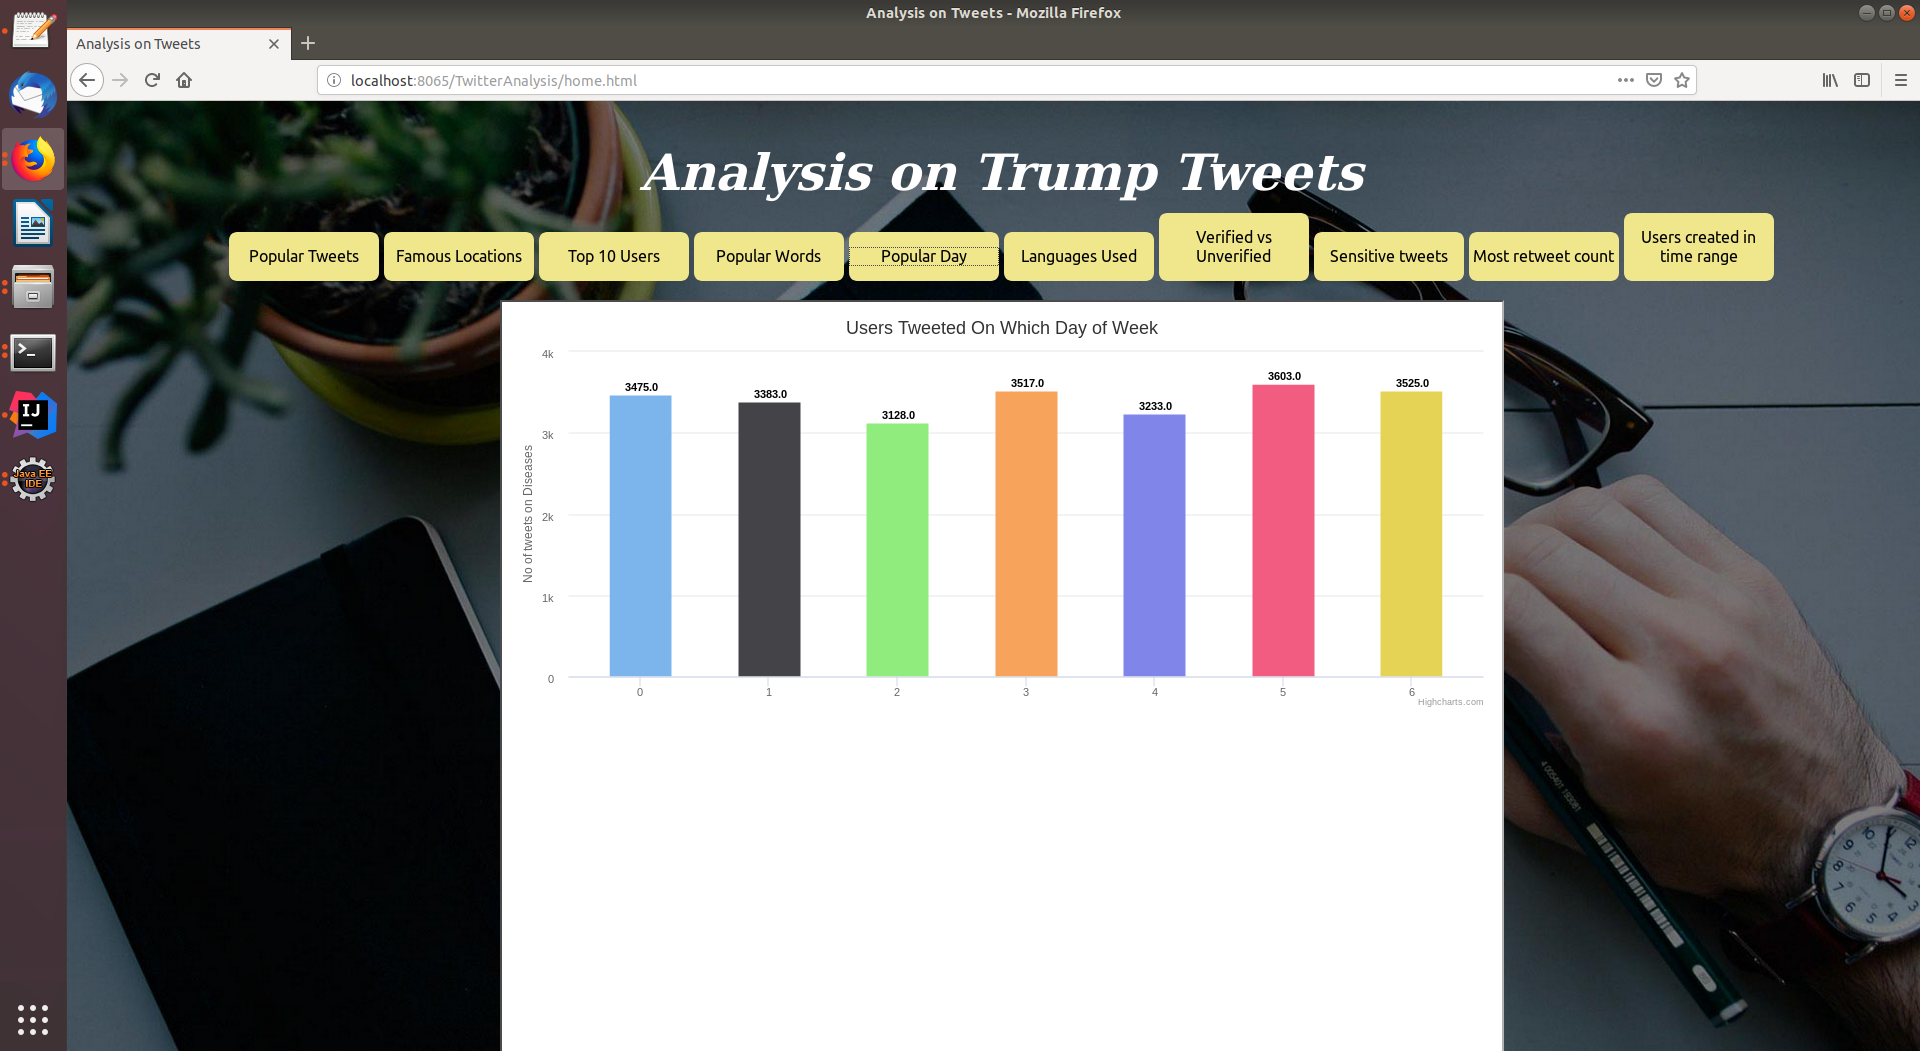 Analysis on Tweets - Mozilla Firefox
Analysis on Tweets
localhost:8065/TwitterAnalysis/home.html
Analysis on Trump Tweets
Popular Tweets
Famous Locations
Top 10 Users
Popular Words
Popular Day
Languages Used
Verified vs
Unverified
Sensitive tweets
Most retweet count
Users created in
time range
Users Tweeted On Which Day of Week
No of tweets on Diseases
4k
3k
2k
1k
0
3475.0
3383.0
3128.0
3517.0
3233.0
3603.0
3525.0
0
1
2
3
4
5
6
Highcharts.com
IJ
Java EE
IDE